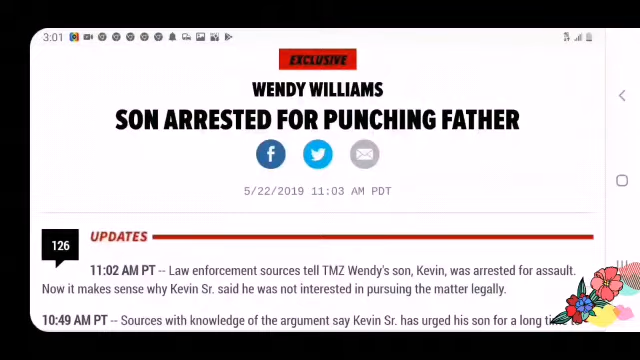 3:01
EXCLUSIVE
WENDY WILLIAMS
SON ARRESTED FOR PUNCHING FATHER
5/22/2019 11:03 AM PDT
126
UPDATES
11:02 AM PT -- Law enforcement sources tell TMZ Wendy's son, Kevin, was arrested for assault.
Now it makes sense why Kevin Sr. said he was not interested in pursuing the matter legally.
10:49 AM PT -- Sources with knowledge of the argument say Kevin Sr. has urged his son for a long